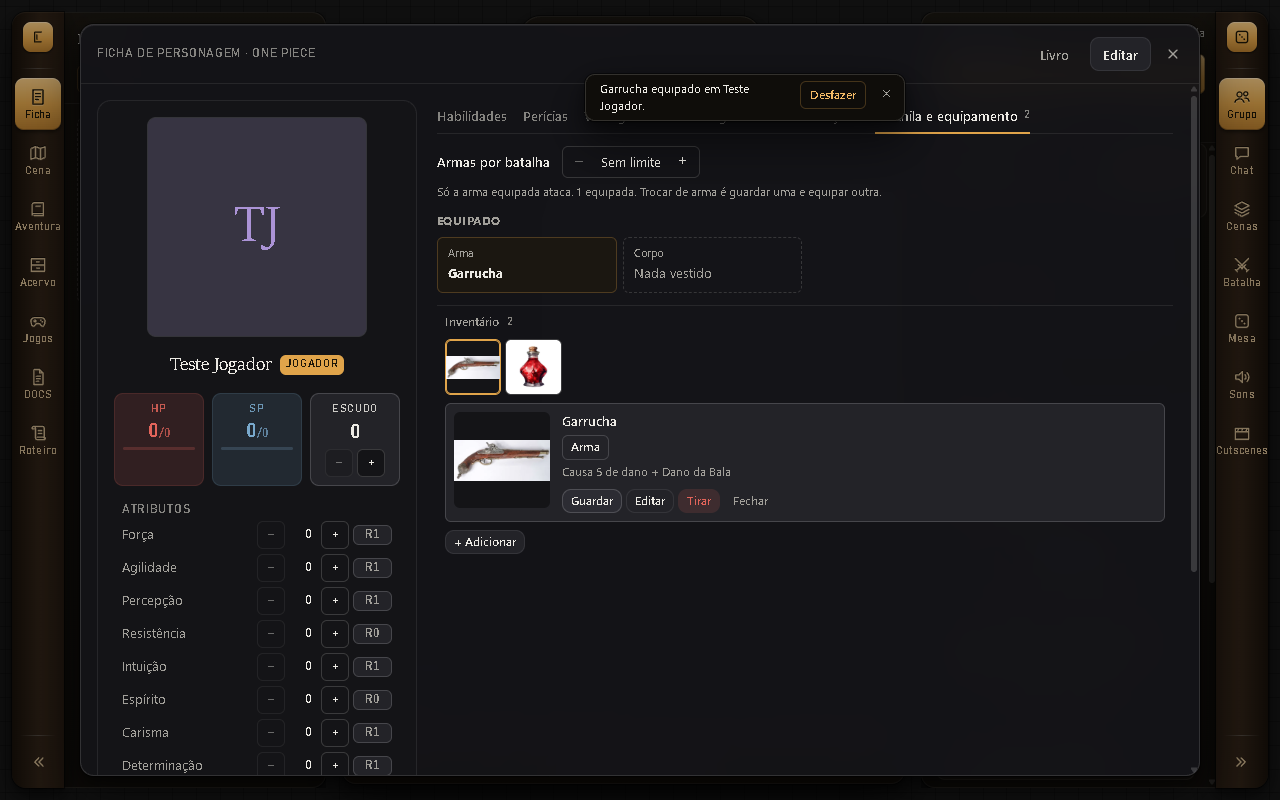 E
Ficha
Cena
Aventura
Acervo
Jogos
DOCS
Roteiro
FICHA DE PERSONAGEM · ONE PIECE
Livro
Editar
Garrucha equipado em Teste
Jogador.
Desfazer
TJ
Teste Jogador
JOGADOR
HP
0/0
SP
0/0
ESCUDO
0
−
+
ATRIBUTOS
Força
−
0
+
R1
Agilidade
−
0
+
R1
Percepção
−
0
+
R1
Resistência
−
0
+
R0
Intuição
−
0
+
R1
Espírito
−
0
+
R0
Carisma
−
0
+
R1
Determinação
−
0
+
R1
Habilidades
Perícias
ila e equipamento 2
Armas por batalha
−
Sem limite
+
Só a arma equipada ataca. 1 equipada. Trocar de arma é guardar uma e equipar outra.
EQUIPADO
Arma
Garrucha
Corpo
Nada vestido
Inventário 2
Garrucha
Arma
Causa 5 de dano + Dano da Bala
Guardar
Editar
Tirar
Fechar
+ Adicionar
Grupo
Chat
Cenas
Batalha
Mesa
Sons
Cutscenes